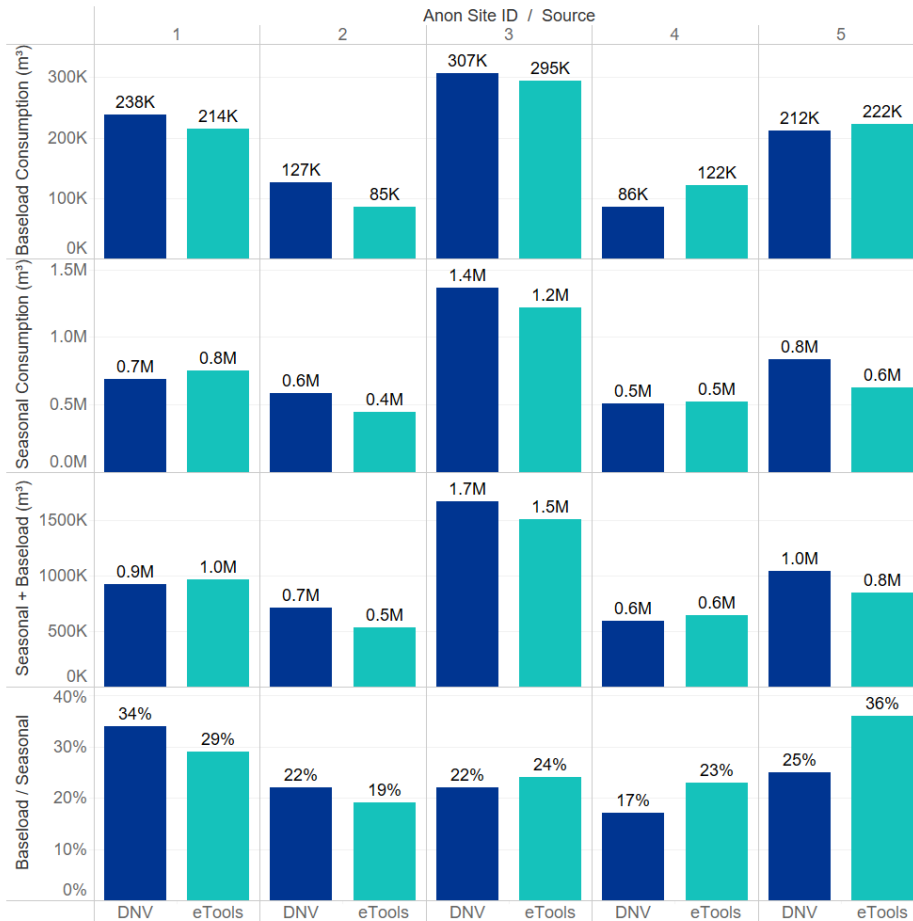 Anon Site ID / Source
1 2 3 4 5
Baseload Consumption (m³)
300K
200K
100K
0K
238K 214K 127K 85K 307K 295K 86K 122K 212K 222K
Seasonal Consumption (m³)
1.5M
1.0M
0.5M
0.0M
0.7M 0.8M 0.6M 0.4M 1.4M 1.2M 0.5M 0.5M 0.8M 0.6M
Seasonal + Baseload (m³)
1500K
1000K
500K
0K
0.9M 1.0M 0.7M 0.5M 1.7M 1.5M 0.6M 0.6M 1.0M 0.8M
Baseload / Seasonal
40%
30%
20%
10%
0%
34% 29% 22% 19% 22% 24% 17% 23% 25% 36%
DNV eTools DNV eTools DNV eTools DNV eTools DNV eTools